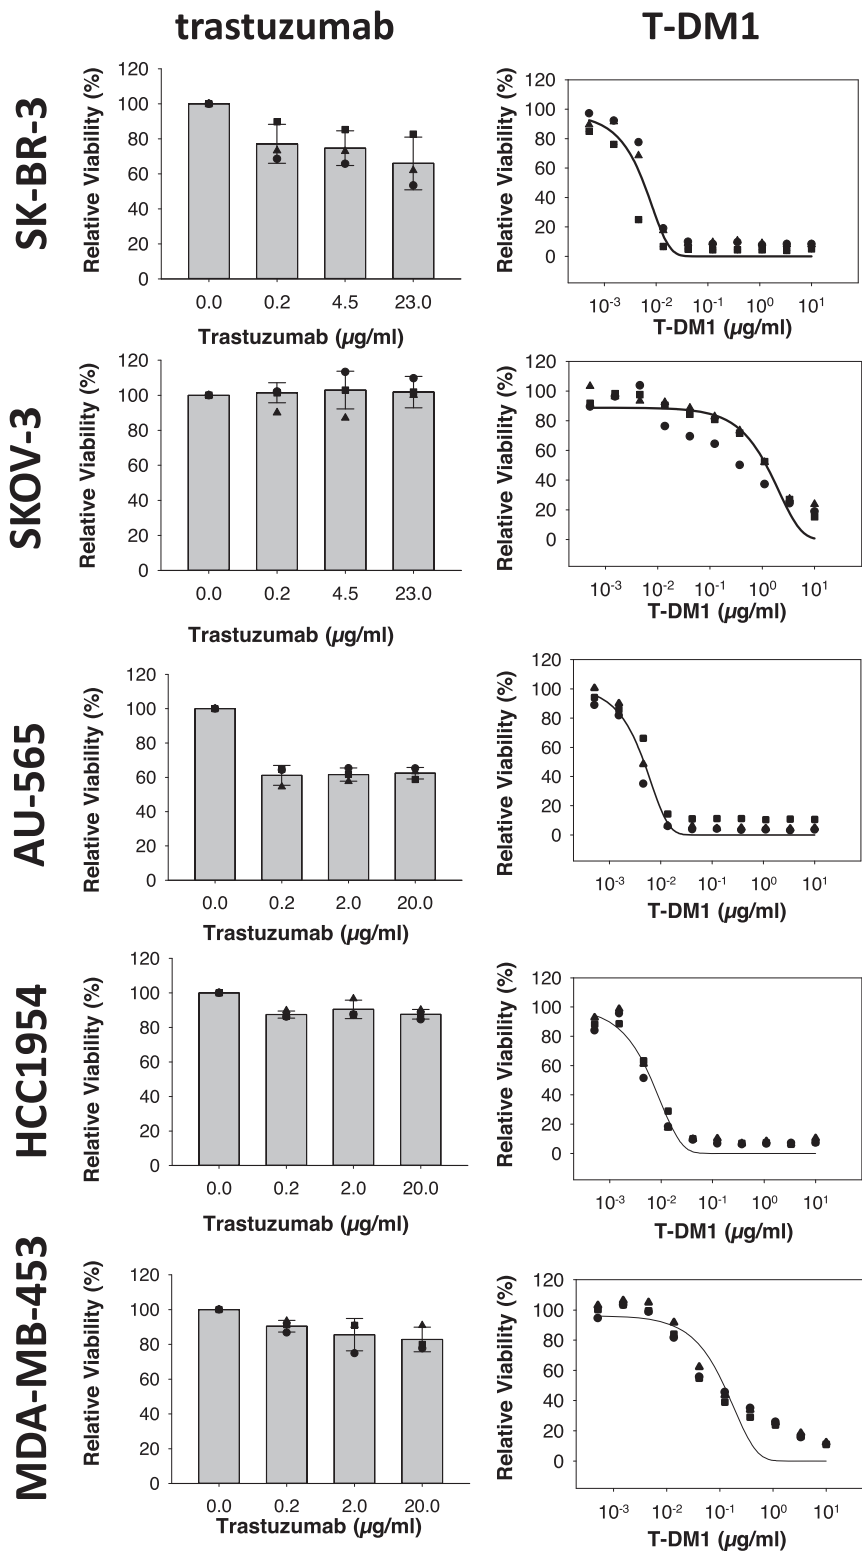 trastuzumab
T-DM1
SK-BR-3
Relative Viability (%)
120
100
80
60
40
20
0
0.0 0.2 4.5 23.0
Trastuzumab (µg/ml)
Relative Viability (%)
120
100
80
60
40
20
0
10-3 10-2 10-1 100 101
T-DM1 (µg/ml)
SKOV-3
Relative Viability (%)
120
100
80
60
40
20
0
0.0 0.2 4.5 23.0
Trastuzumab (µg/ml)
Relative Viability (%)
120
100
80
60
40
20
0
10-3 10-2 10-1 100 101
T-DM1 (µg/ml)
AU-565
Relative Viability (%)
120
100
80
60
40
20
0
0.0 0.2 2.0 20.0
Trastuzumab (µg/ml)
Relative Viability (%)
120
100
80
60
40
20
0
10-3 10-2 10-1 100 101
T-DM1 (µg/ml)
HCC1954
Relative Viability (%)
120
100
80
60
40
20
0
0.0 0.2 2.0 20.0
Trastuzumab (µg/ml)
Relative Viability (%)
120
100
80
60
40
20
0
10-3 10-2 10-1 100 101
T-DM1 (µg/ml)
MDA-MB-453
Relative Viability (%)
120
100
80
60
40
20
0
0.0 0.2 2.0 20.0
Trastuzumab (µg/ml)
Relative Viability (%)
120
100
80
60
40
20
0
10-3 10-2 10-1 100 101
T-DM1 (µg/ml)